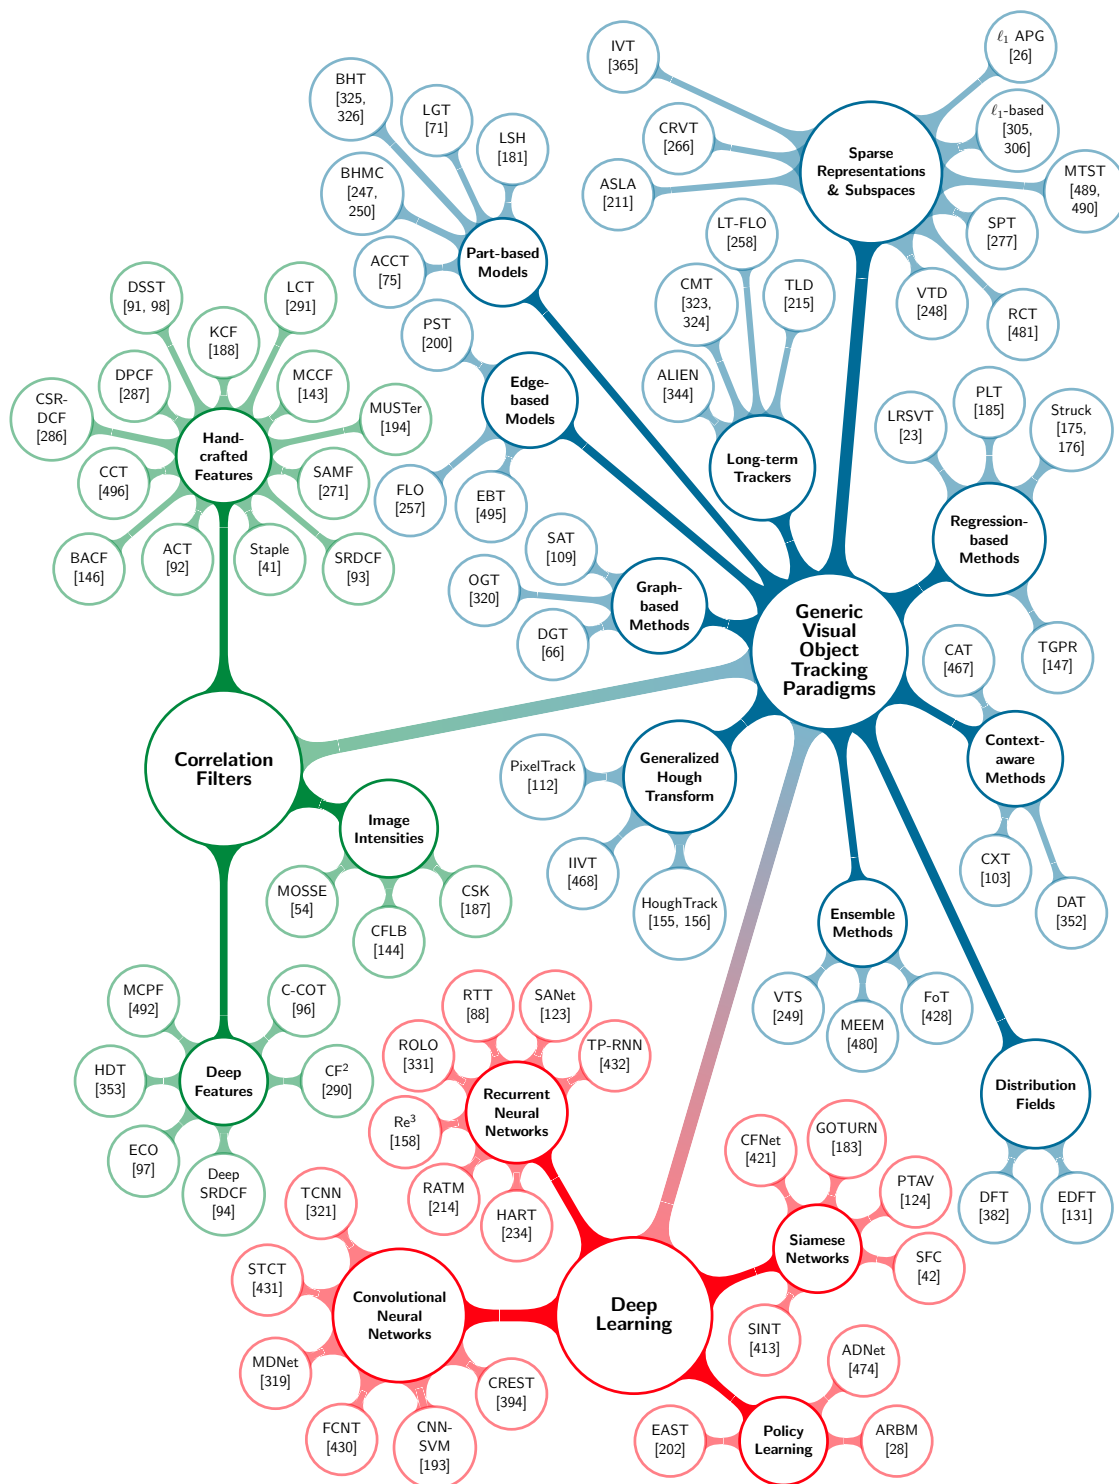 IVT
[365]
ℓ₁ APG
[26]
BHT
[325,
326]
LGT
[71]
LSH
[181]
CRVT
[266]
ℓ₁-based
[305,
306]
Sparse
Representations
& Subspaces
MTST
[489,
490]
ASLA
[211]
BHMC
[247,
250]
LT-FLO
[258]
SPT
[277]
Part-based
Models
ACCT
[75]
CMT
[323,
324]
TLD
[215]
VTD
[248]
RCT
[481]
DSST
[91, 98]
LCT
[291]
KCF
[188]
PST
[200]
DPCF
[287]
MCCF
[143]
Edge-
based
Models
ALIEN
[344]
PLT
[185]
LRSVT
[23]
Struck
[175,
176]
CSR-
DCF
[286]
MUSTer
[194]
Hand-
crafted
Features
Long-term
Trackers
CCT
[496]
SAMF
[271]
FLO
[257]
EBT
[495]
Regression-
based
Methods
BACF
[146]
ACT
[92]
Staple
[41]
SRDCF
[93]
SAT
[109]
OGT
[320]
Graph-
based
Methods
DGT
[66]
Generic
Visual
Object
Tracking
Paradigms
CAT
[467]
TGPR
[147]
Correlation
Filters
PixelTrack
[112]
Generalized
Hough
Transform
Context-
aware
Methods
Image
Intensities
IIVT
[468]
CXT
[103]
MOSSE
[54]
CSK
[187]
HoughTrack
[155, 156]
DAT
[352]
CFLB
[144]
Ensemble
Methods
MCPF
[492]
C-COT
[96]
RTT
[88]
SANet
[123]
VTS
[249]
FoT
[428]
MEEM
[480]
ROLO
[331]
TP-RNN
[432]
HDT
[353]
Deep
Features
CF²
[290]
Recurrent
Neural
Networks
Distribution
Fields
Re³
[158]
ECO
[97]
GOTURN
[183]
CFNet
[421]
Deep
SRDCF
[94]
TCNN
[321]
RATM
[214]
HART
[234]
PTAV
[124]
DFT
[382]
EDFT
[131]
Siamese
Networks
STCT
[431]
SFC
[42]
Convolutional
Neural
Networks
Deep
Learning
SINT
[413]
MDNet
[319]
ADNet
[474]
CREST
[394]
FCNT
[430]
CNN-
SVM
[193]
EAST
[202]
Policy
Learning
ARBM
[28]